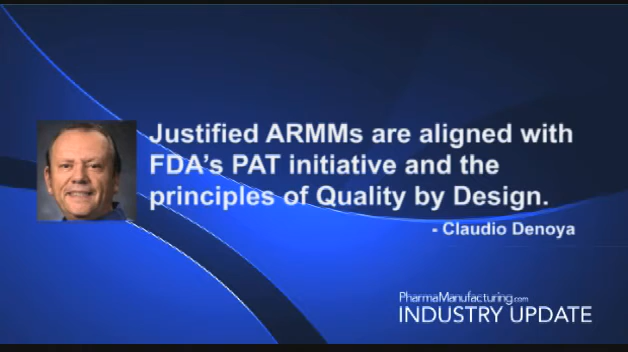 Justified ARMMs are aligned with
FDA's PAT initiative and the
principles of Quality by Design.
- Claudio Denoya
PharmaManufacturing.com
INDUSTRY UPDATE